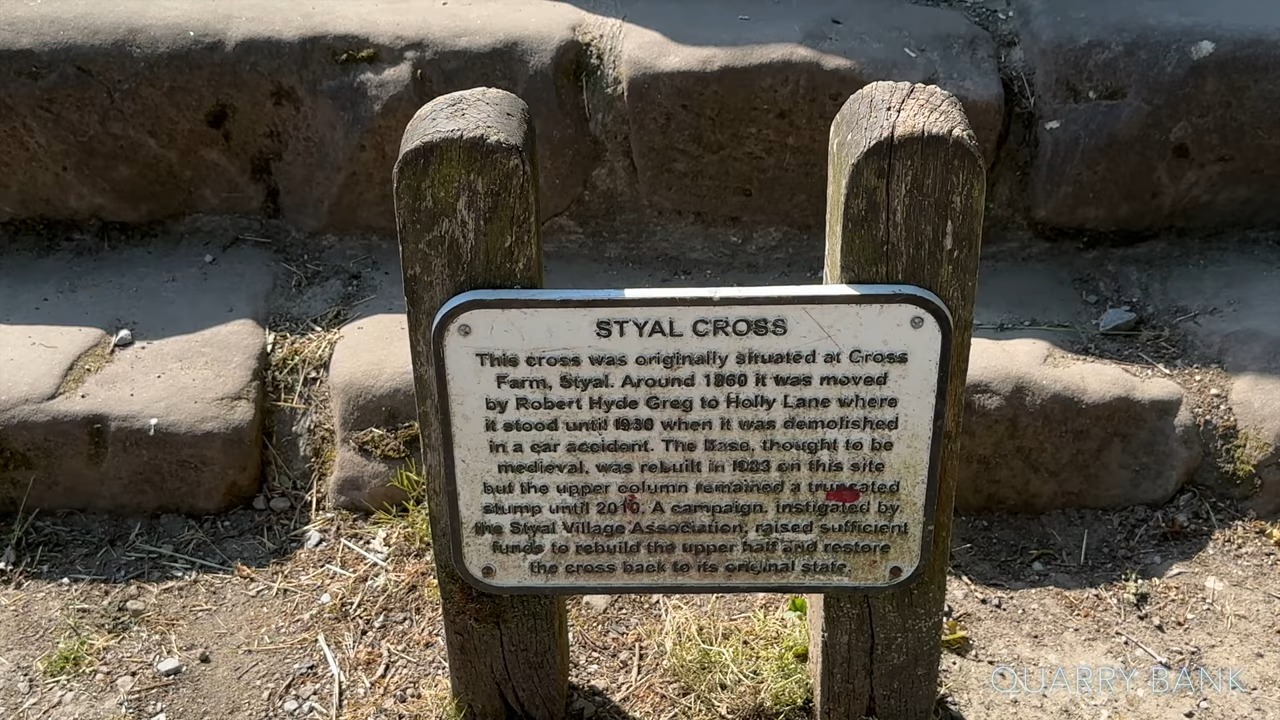 STYAL CROSS
This cross was originally situated at Cross
Farm, Styal. Around 1860 it was moved
by Robert Hyde Greg to Holly Lane where
it stood until 1980 when it was demolished
in a car accident. The Base, thought to be
medieval, was rebuilt in 1983 on this site
but the upper column remained a truncated
stump until 2010. A campaign, instigated by
the Styal Village Association, raised sufficient
funds to rebuild the upper half and restore
the cross back to its original state.
QUARRY BANK